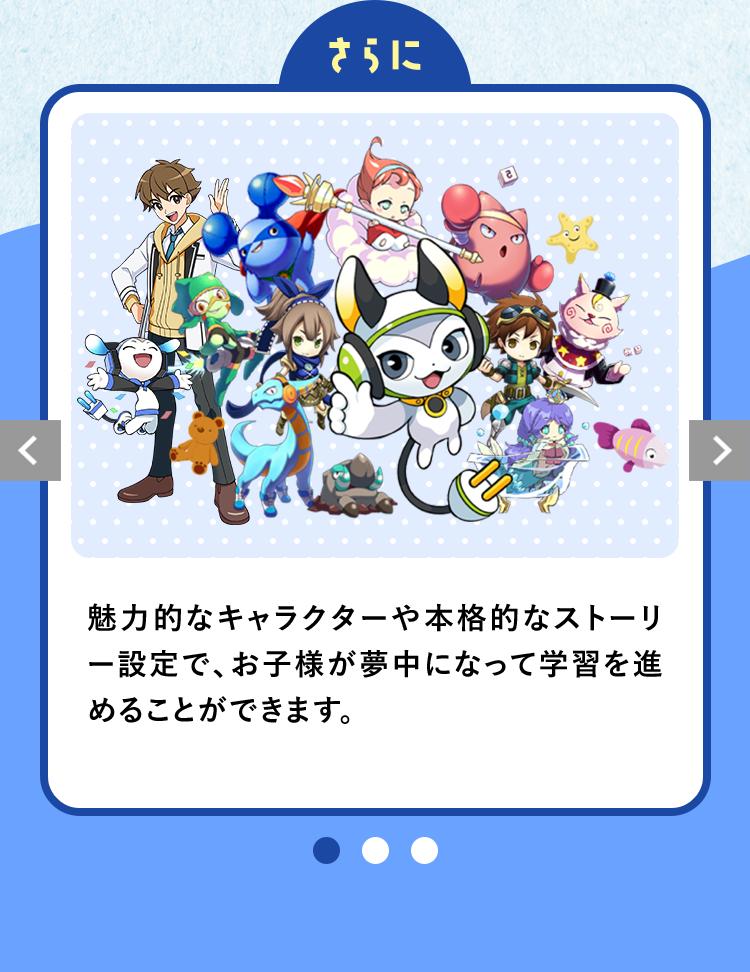 さらに
魅力的なキャラクターや本格的なストーリ
ー設定で、お子様が夢中になって学習を進
めることができます。